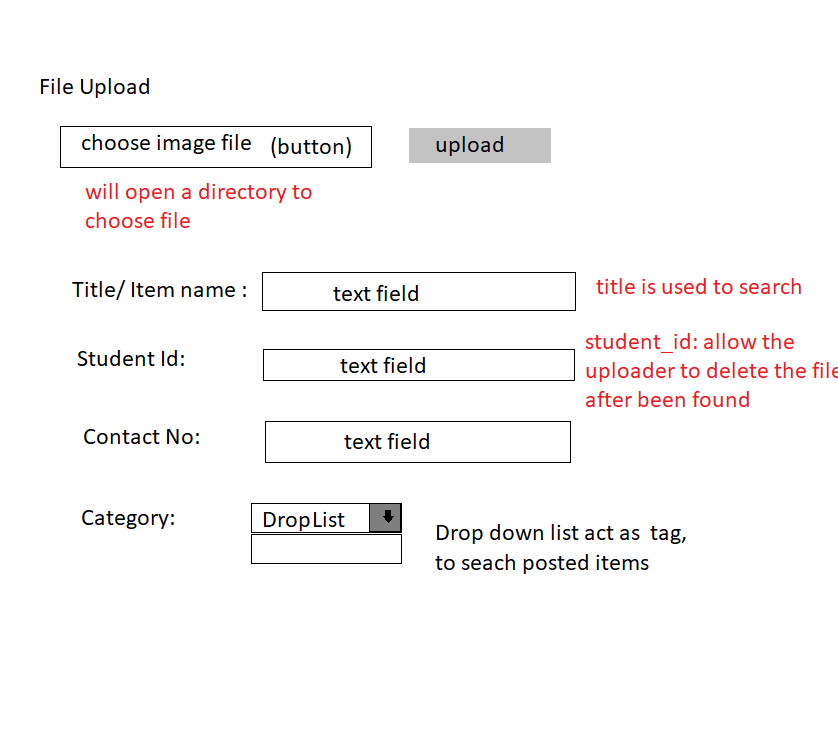 File Upload
choose image file (button)
upload
will open a directory to
choose file
Title/ Item name :
text field
title is used to search
Student Id:
text field
student_id: allow the
uploader to delete the file
after been found
Contact No:
text field
Category:
DropList
Drop down list act as tag,
to seach posted items